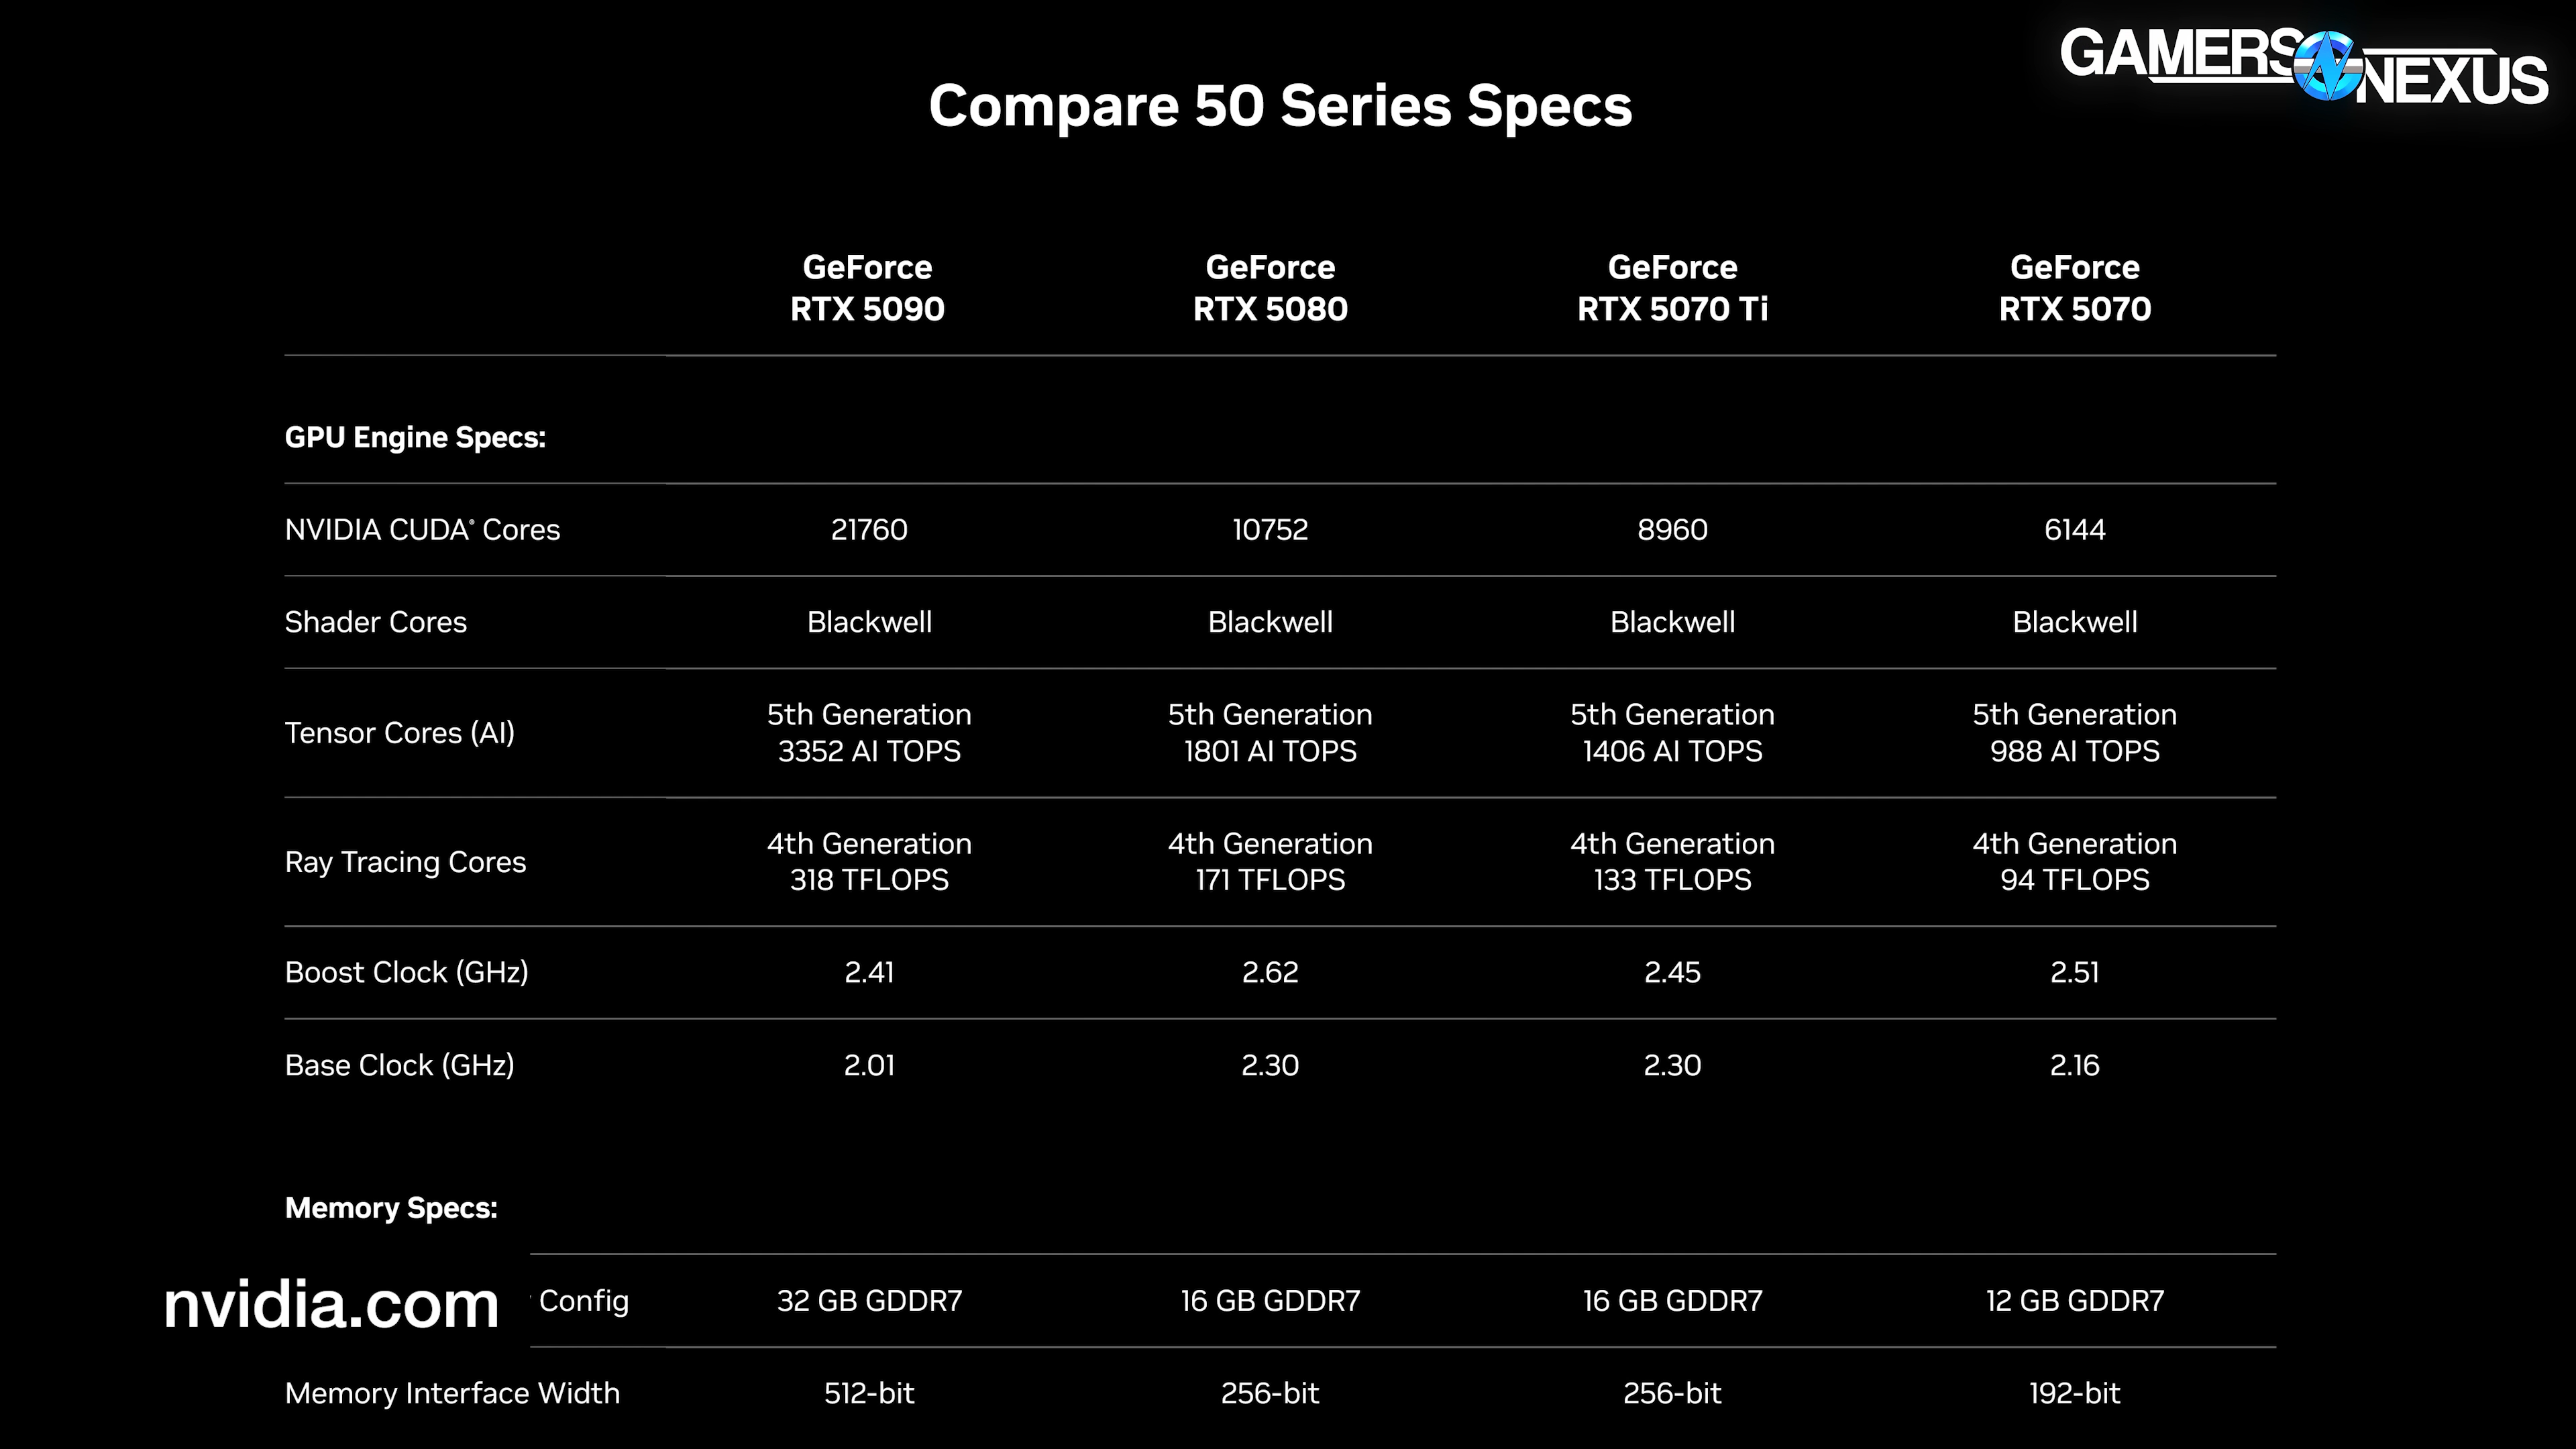 GAMERS NEXUS
Compare 50 Series Specs
GeForce RTX 5090 GeForce RTX 5080 GeForce RTX 5070 Ti GeForce RTX 5070
GPU Engine Specs:
NVIDIA CUDA® Cores 21760 10752 8960 6144
Shader Cores Blackwell Blackwell Blackwell Blackwell
Tensor Cores (AI) 5th Generation 3352 AI TOPS 5th Generation 1801 AI TOPS 5th Generation 1406 AI TOPS 5th Generation 988 AI TOPS
Ray Tracing Cores 4th Generation 318 TFLOPS 4th Generation 171 TFLOPS 4th Generation 133 TFLOPS 4th Generation 94 TFLOPS
Boost Clock (GHz) 2.41 2.62 2.45 2.51
Base Clock (GHz) 2.01 2.30 2.30 2.16
Memory Specs:
nvidia.com Config 32 GB GDDR7 16 GB GDDR7 16 GB GDDR7 12 GB GDDR7
Memory Interface Width 512-bit 256-bit 256-bit 192-bit